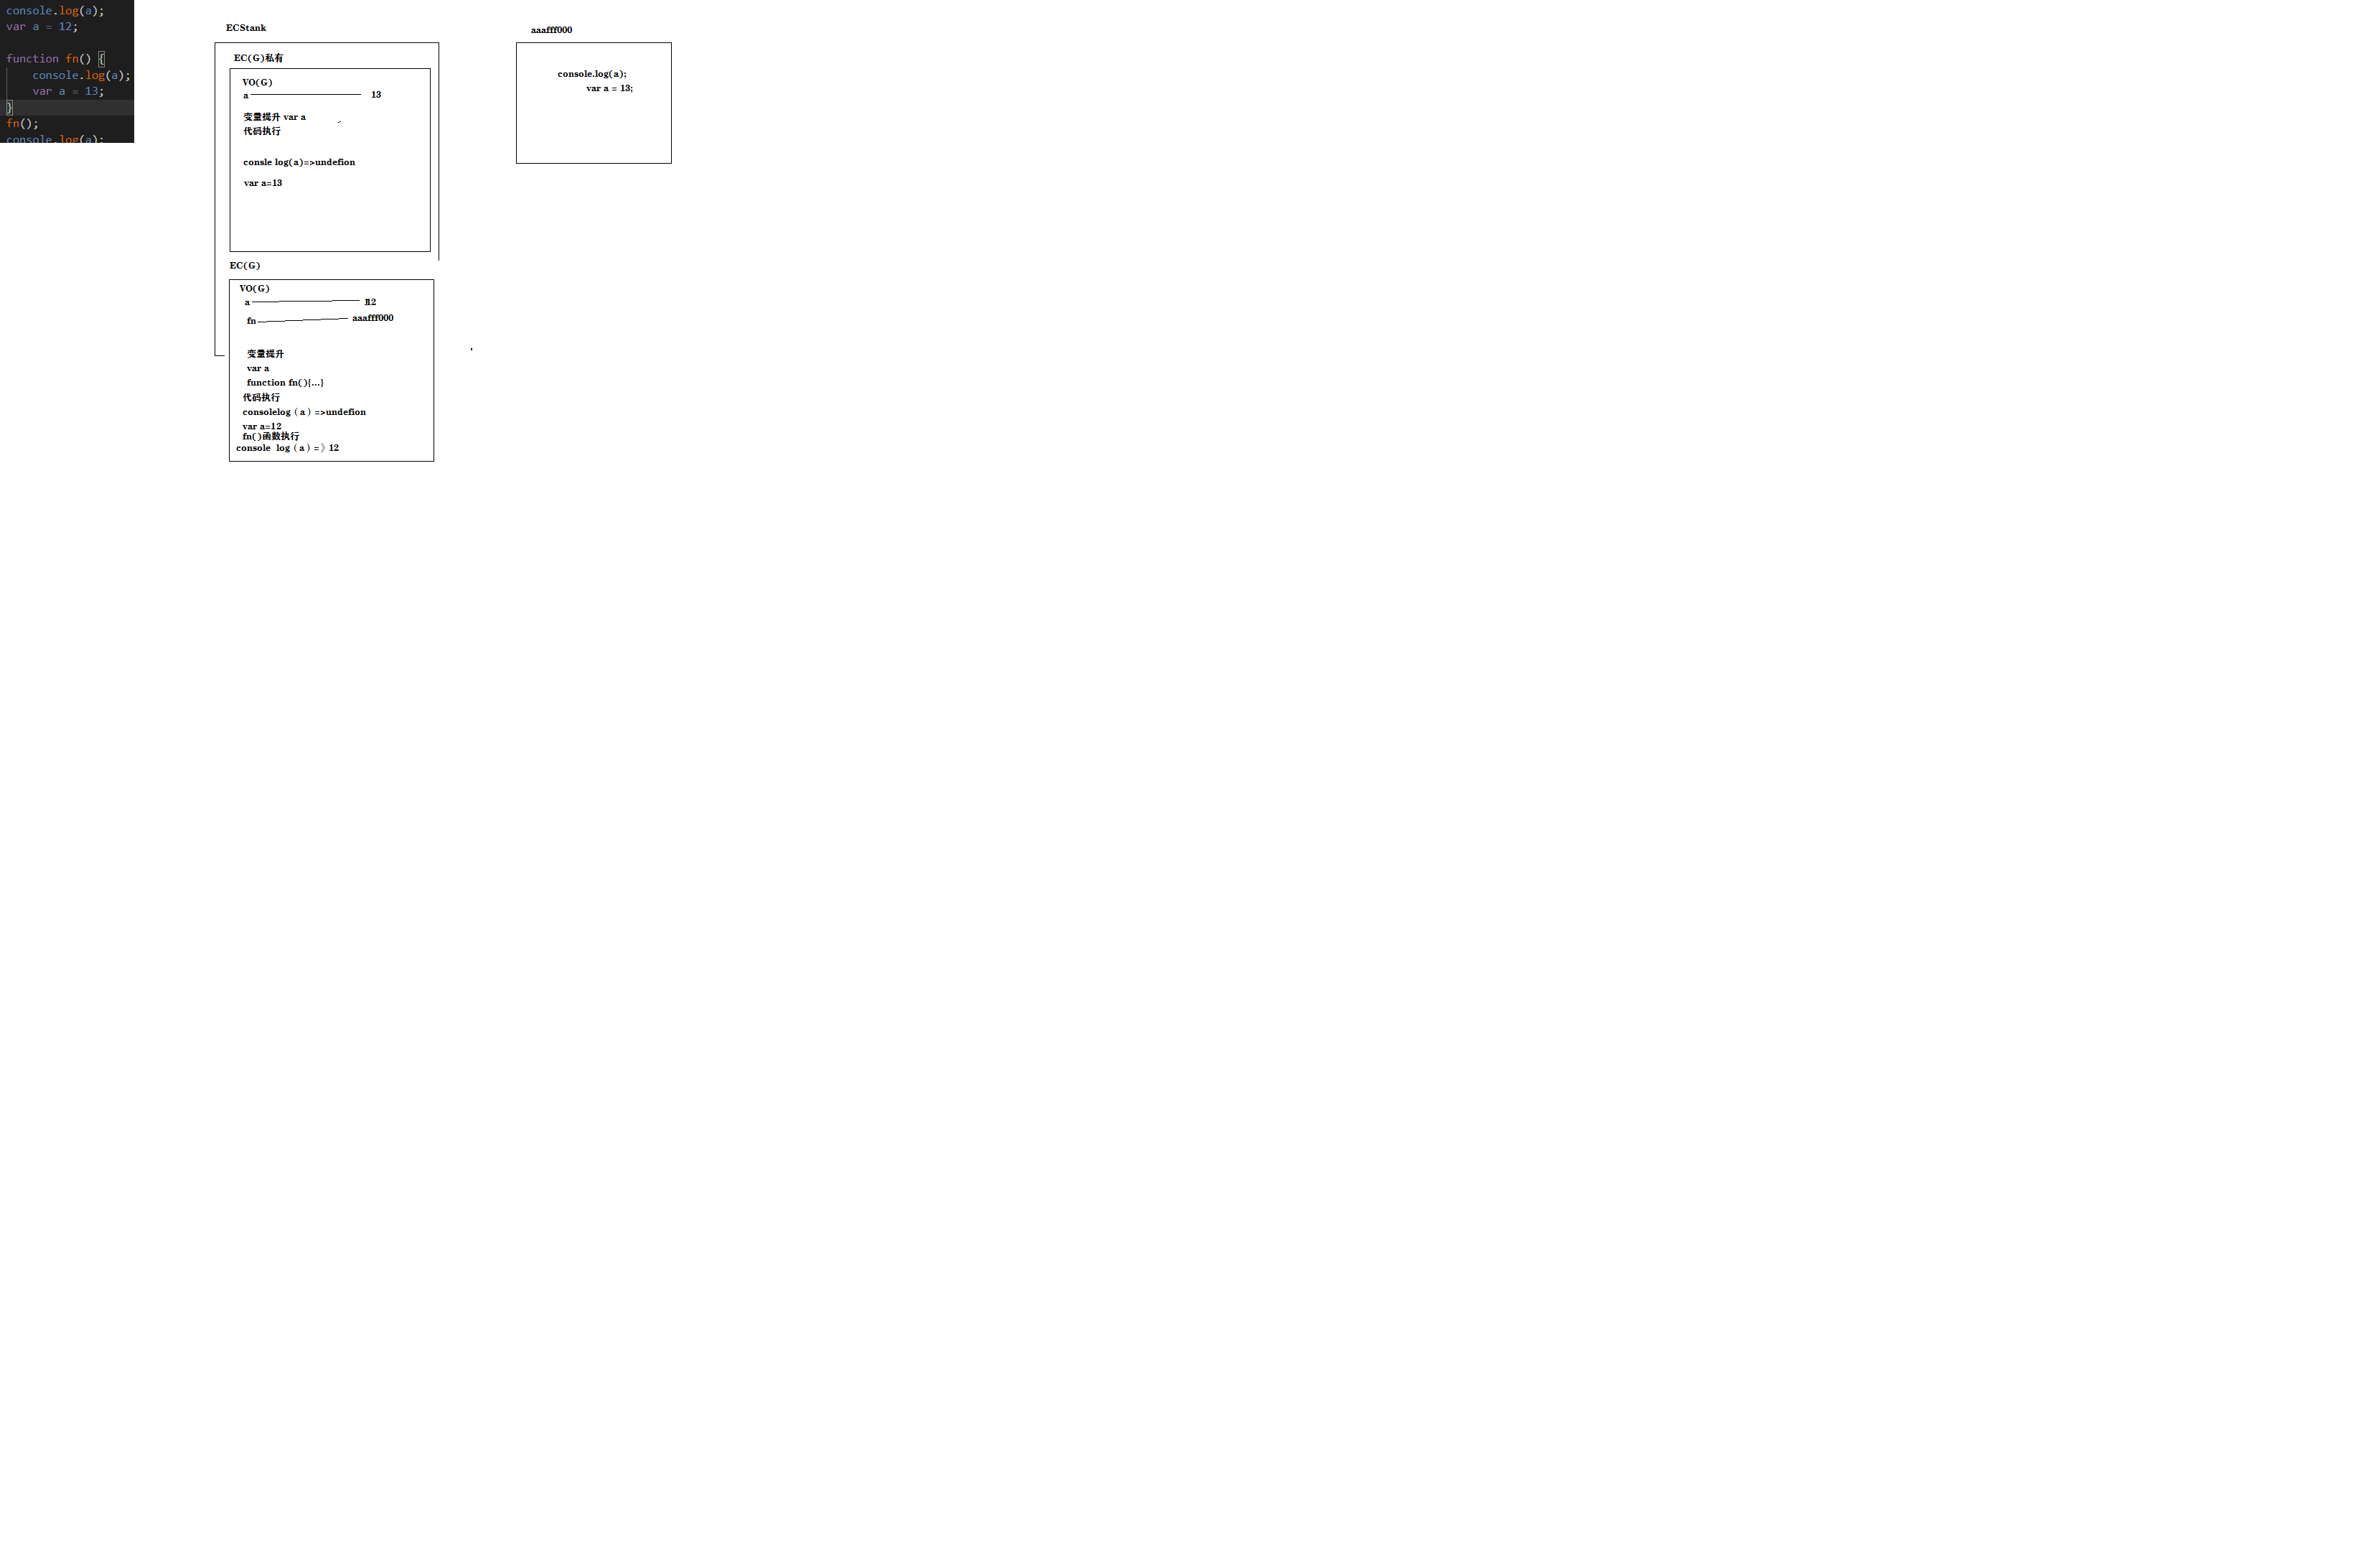 console.log(a);
var a = 12;
function fn() {
console.log(a);
var a = 13;
}
fn();
console.log(a);
ECStank
EC(G)私有
VO(G)
a 13
变量提升 var a
代码执行
consle log(a)=>undefion
var a=13
EC(G)
VO(G)
a 112
fn aaafff000
变量提升
var a
function fn(){...}
代码执行
consolelog（a）=>undefion
var a=12
fn()函数执行
console log（a）=》12
aaafff000
console.log(a);
var a = 13;